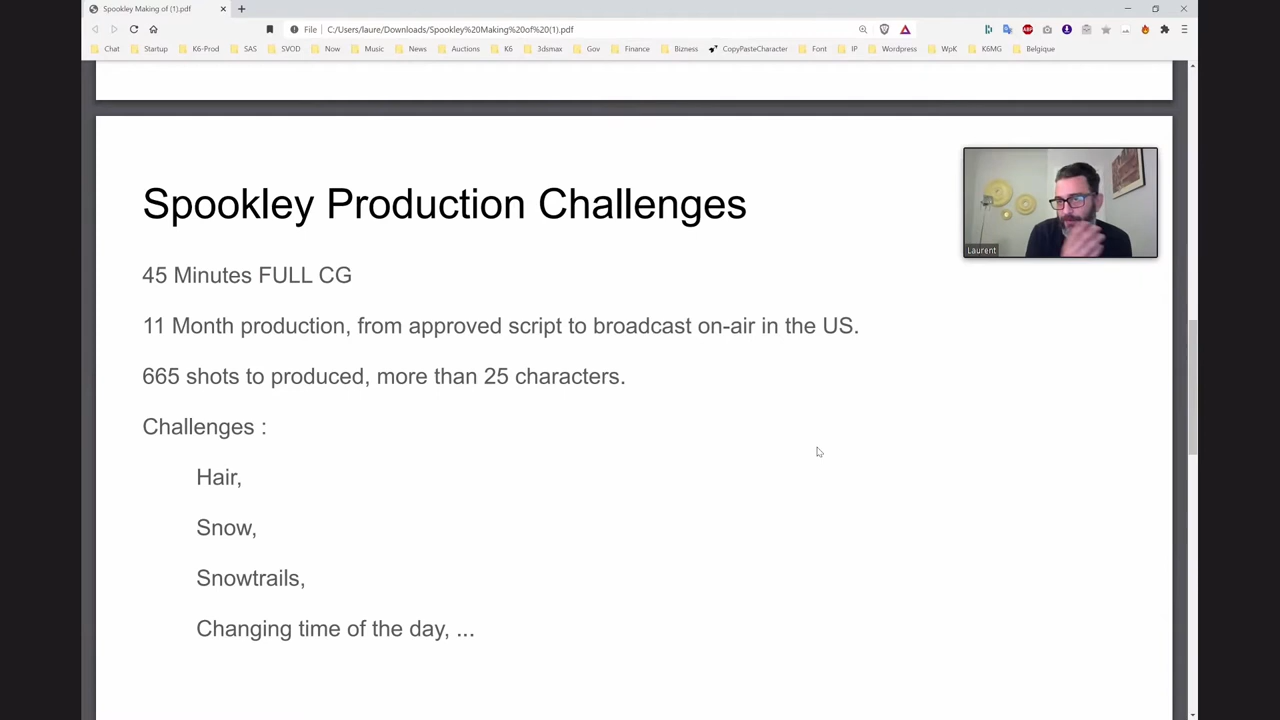 Spookley Making of (1).pdf
File
C:/Users/laure/Downloads/Spookley%20Making%20of%20(1).pdf
Chat Startup K6-Prod SAS SVOD Now Music News Auctions K6 3dsmax Gov Finance Bizness CopyPasteCharacter Font IP Wordpress WpK K6MG Belgique
Spookley Production Challenges
Laurent
45 Minutes FULL CG
11 Month production, from approved script to broadcast on-air in the US.
665 shots to produced, more than 25 characters.
Challenges :
Hair,
Snow,
Snowtrails,
Changing time of the day, ...